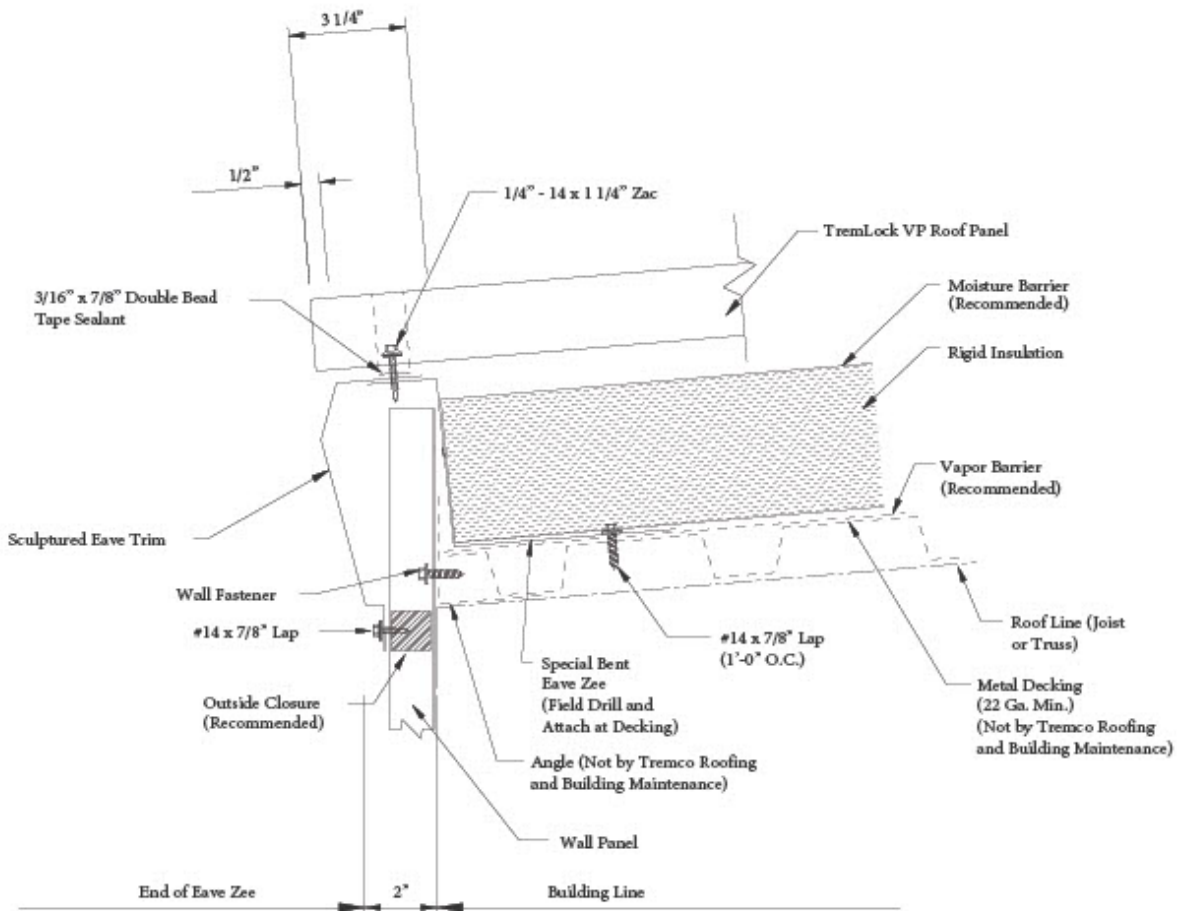 3 1/4”
1/2”
1/4” - 14 x 1 1/4” Zac
TremLock VP Roof Panel
3/16” x 7/8” Double Bead
Tape Sealant
Moisture Barrier
(Recommended)
Rigid Insulation
Vapor Barrier
(Recommended)
Sculptured Eave Trim
Wall Fastener
#14 x 7/8” Lap
Outside Closure
(Recommended)
Special Bent
Eave Zee
(Field Drill and
Attach at Decking)
#14 x 7/8” Lap
(1’-0” O.C.)
Roof Line (Joist
or Truss)
Metal Decking
(22 Ga. Min.)
(Not by Tremco Roofing
and Building Maintenance)
Angle (Not by Tremco Roofing
and Building Maintenance)
Wall Panel
End of Eave Zee
2”
Building Line